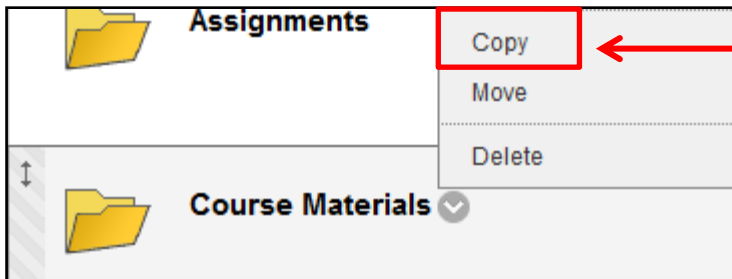 Assignments
Copy
Move
Delete
Course Materials